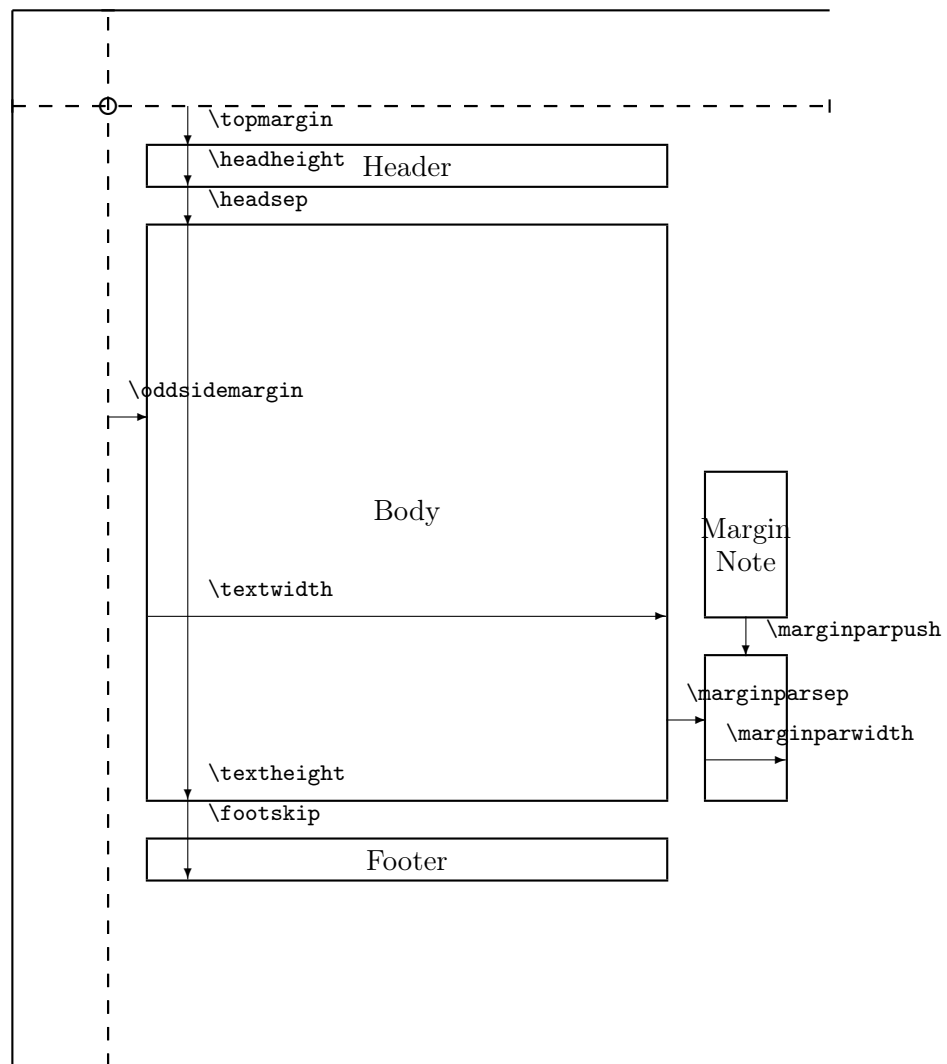 \topmargin
\headheight
Header
\headsep
\oddsidemargin
Body
Margin
Note
\textwidth
\marginparpush
\marginparsep
\marginparwidth
\textheight
\footskip
Footer